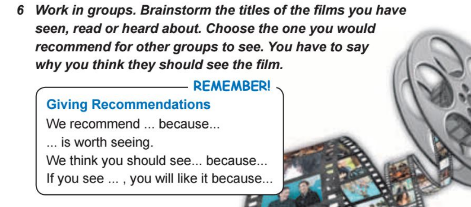 6 Work in groups. Brainstorm the titles of the films you have
seen, read or heard about. Choose the one you would
recommend for other groups to see. You have to say
why you think they should see the film.
REMEMBER!
Giving Recommendations
We recommend ... because...
... is worth seeing.
We think you should see... because...
If you see ... , you will like it because...